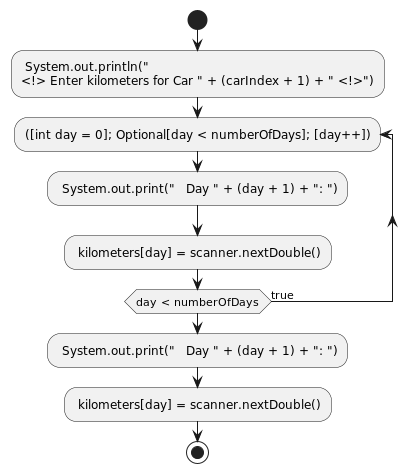 System.out.println("
<!> Enter kilometers for Car " + (carIndex + 1) + " <!>")
([int day = 0]; Optional[day < numberOfDays]; [day++])
System.out.print("   Day " + (day + 1) + ": ")
kilometers[day] = scanner.nextDouble()
day < numberOfDays
true
System.out.print("   Day " + (day + 1) + ": ")
kilometers[day] = scanner.nextDouble()